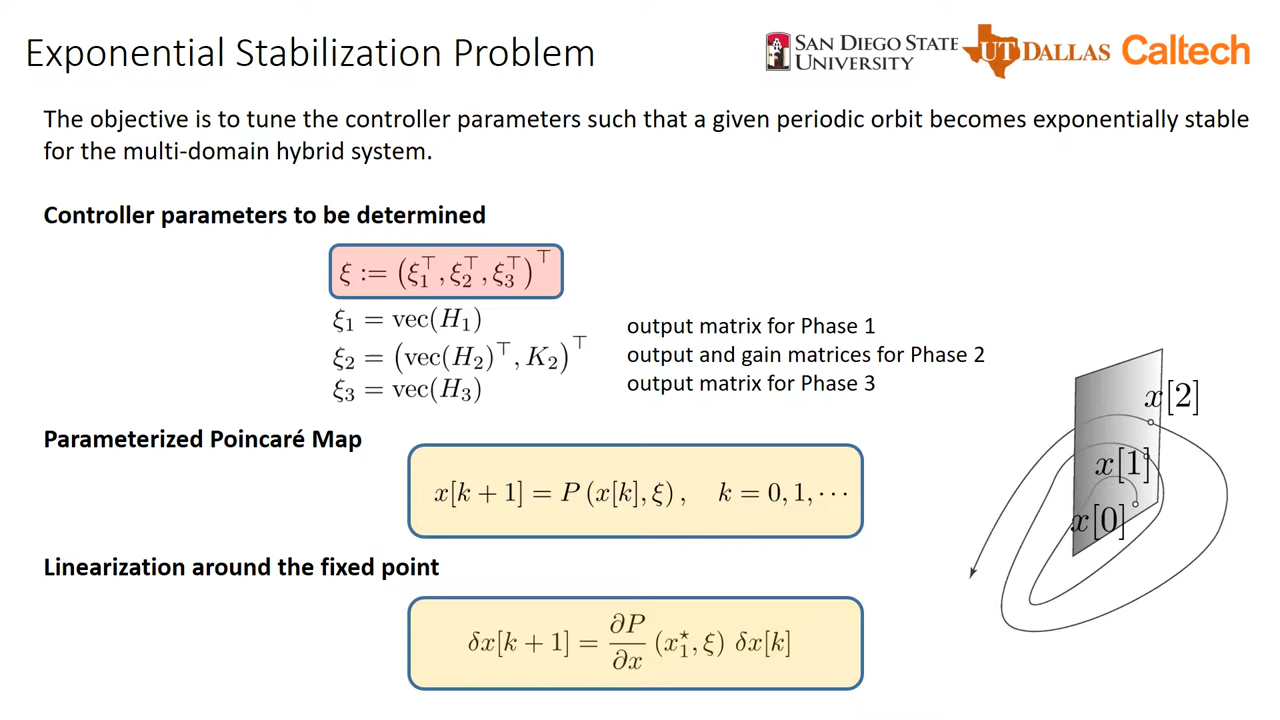 Exponential Stabilization Problem
SAN DIEGO STATE UNIVERSITY
UT DALLAS
Caltech
The objective is to tune the controller parameters such that a given periodic orbit becomes exponentially stable
for the multi-domain hybrid system.
Controller parameters to be determined
ξ := (ξ₁ᵀ, ξ₂ᵀ, ξ₃ᵀ)ᵀ
ξ₁ = vec(H₁) output matrix for Phase 1
ξ₂ = (vec(H₂)ᵀ, K₂)ᵀ output and gain matrices for Phase 2
ξ₃ = vec(H₃) output matrix for Phase 3
Parameterized Poincaré Map
x[k + 1] = P (x[k], ξ) , k = 0, 1, ···
Linearization around the fixed point
δx[k + 1] = ∂P/∂x (x₁*, ξ) δx[k]
x[2]
x[1]
x[0]